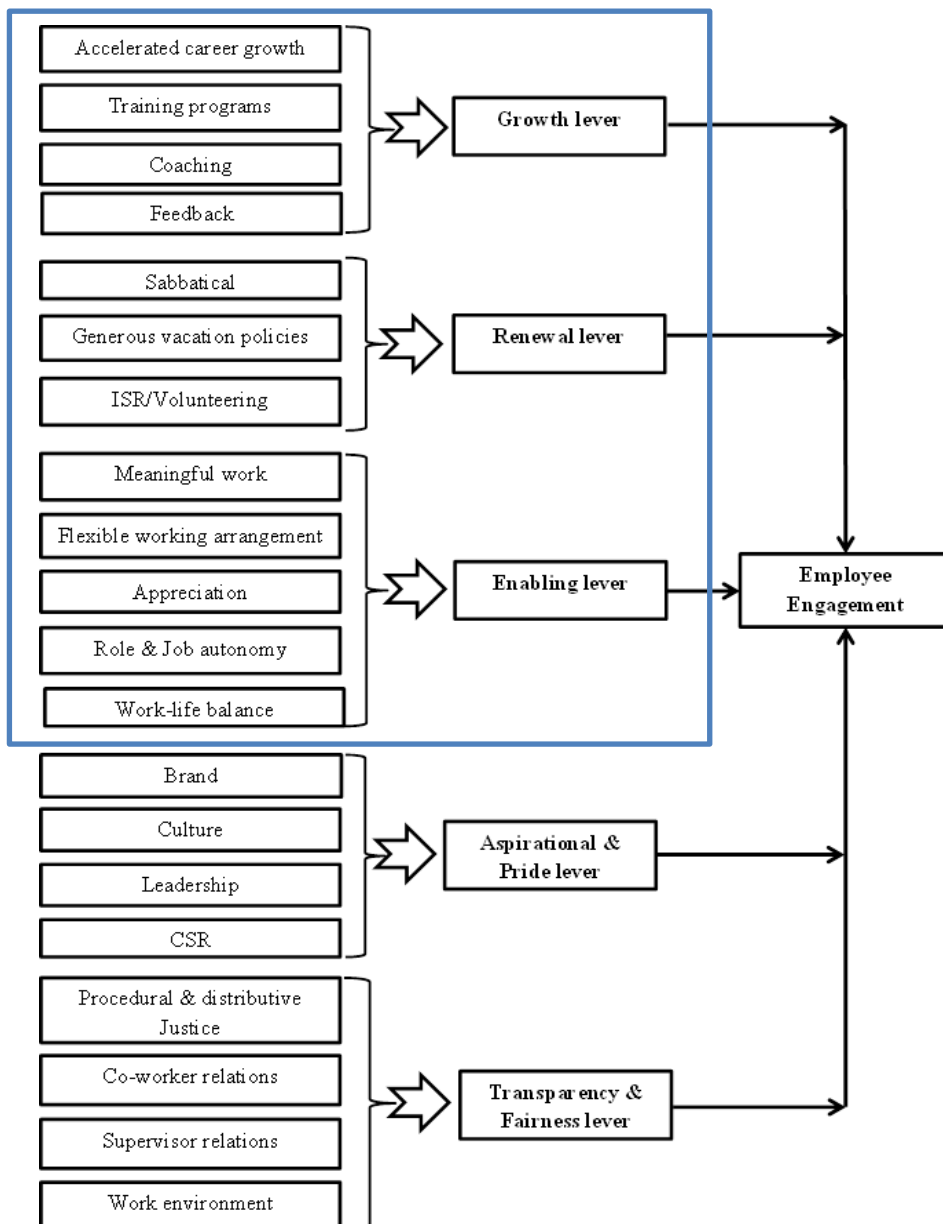 Accelerated career growth
Training programs
Coaching
Feedback
Growth lever
Sabbatical
Generous vacation policies
ISR/Volunteering
Renewal lever
Meaningful work
Flexible working arrangement
Appreciation
Role & Job autonomy
Work-life balance
Enabling lever
Employee
Engagement
Brand
Culture
Leadership
CSR
Aspirational &
Pride lever
Procedural & distributive
Justice
Co-worker relations
Supervisor relations
Work environment
Transparency &
Fairness lever